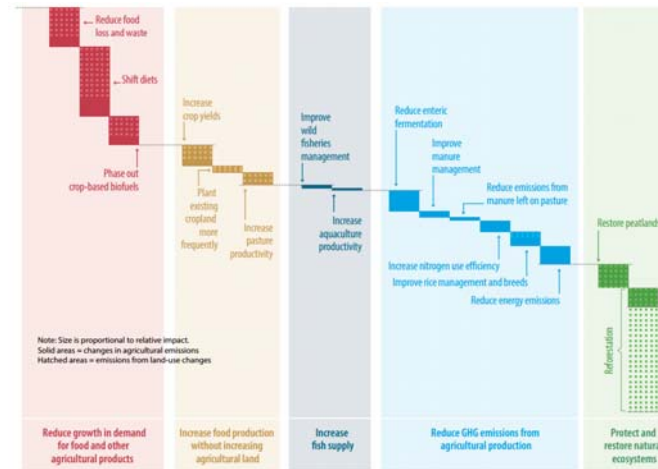 Reduce food
loss and waste
Shift diets
Phase out
crop-based biofuels
Increase
crop yields
Plant
existing
cropland
more
frequently
Increase
pasture
productivity
Improve
wild
fisheries
management
Increase
aquaculture
productivity
Reduce enteric
fermentation
Improve
manure
management
Reduce emissions from
manure left on pasture
Increase nitrogen use efficiency
Improve rice management and breeds
Reduce energy emissions
Restore peatlands
Reforestation
Note: Size is proportional to relative impact.
Solid areas = changes in agricultural emissions
Hatched areas = emissions from land-use changes
Reduce growth in demand
for food and other
agricultural products
Increase food production
without increasing
agricultural land
Increase
fish supply
Reduce GHG emissions from
agricultural production
Protect and
restore natural
ecosystems